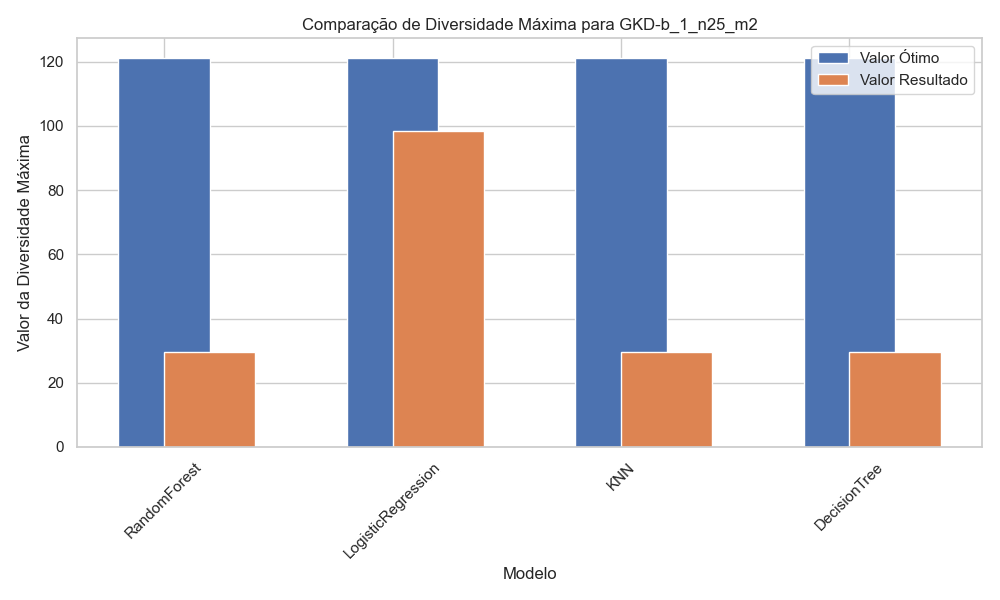 Comparação de Diversidade Máxima para GKD-b_1_n25_m2
Valor Ótimo
Valor Resultado
Valor da Diversidade Máxima
120
100
80
60
40
20
0
RandomForest
LogisticRegression
KNN
DecisionTree
Modelo